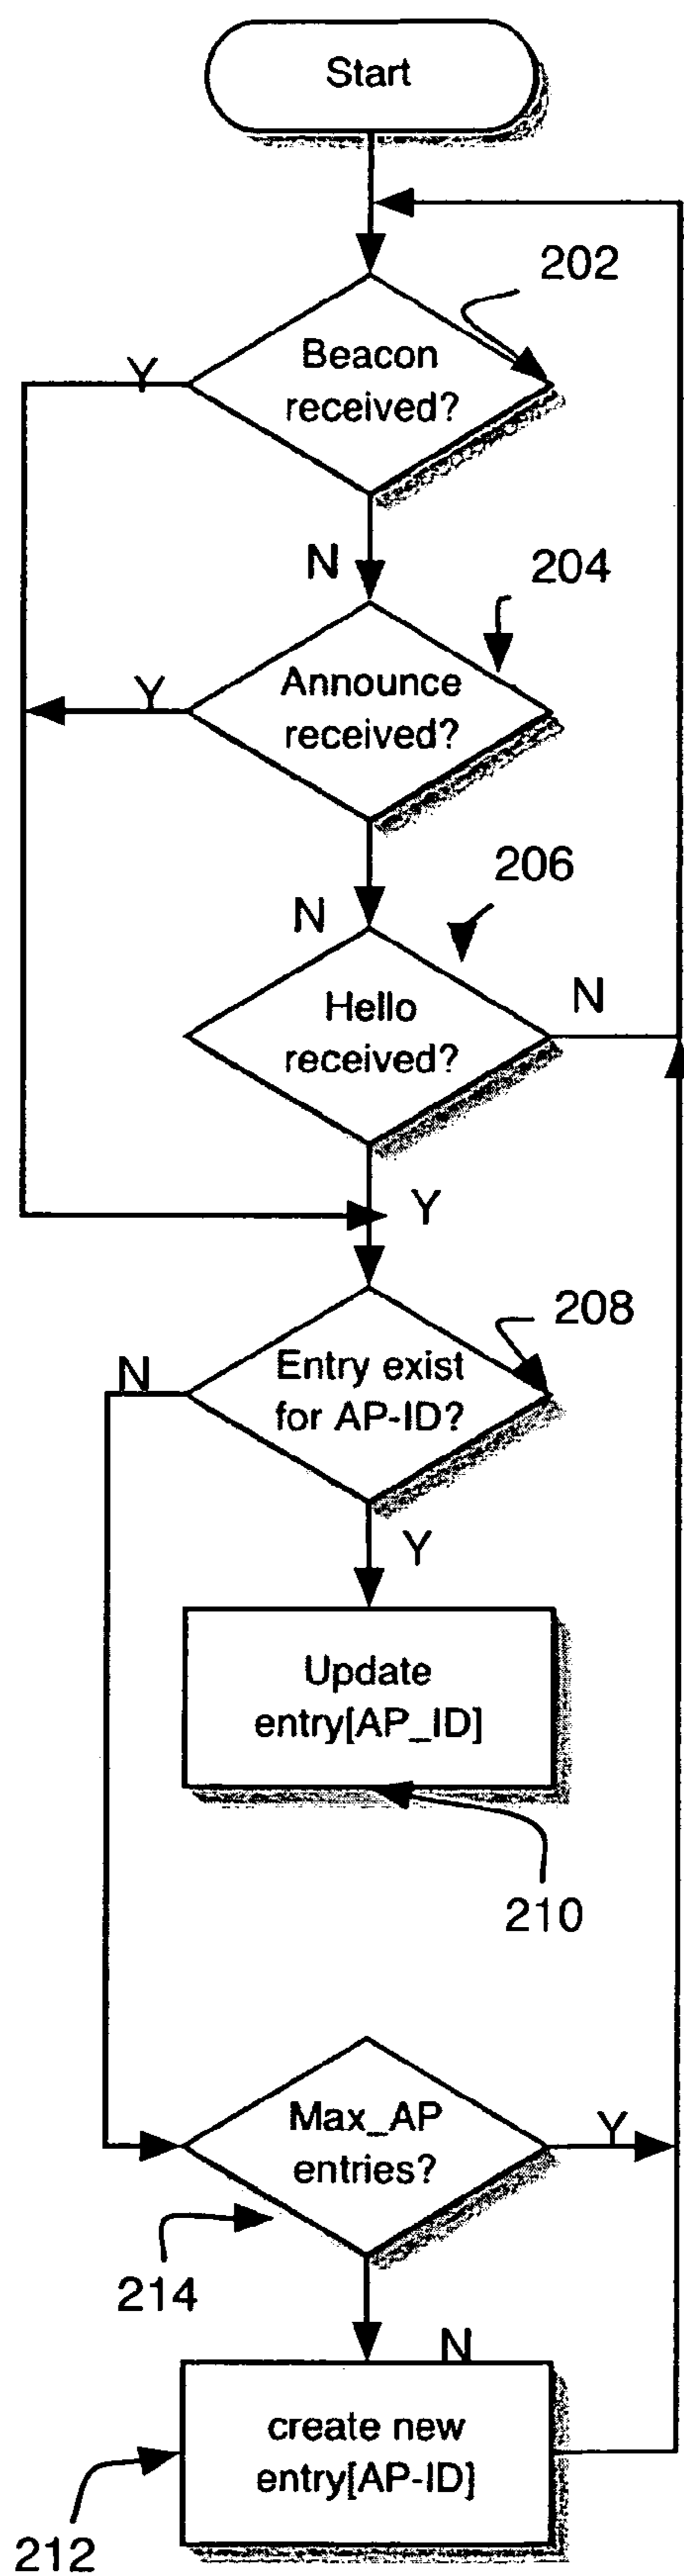 Start
202
Beacon
received?
Y
N
204
Announce
received?
Y
206
N
Hello
received?
N
Y
208
Entry exist
for AP-ID?
N
Y
Update
entry[AP_ID]
210
Max_AP
entries?
Y
214
N
create new
entry[AP-ID]
212